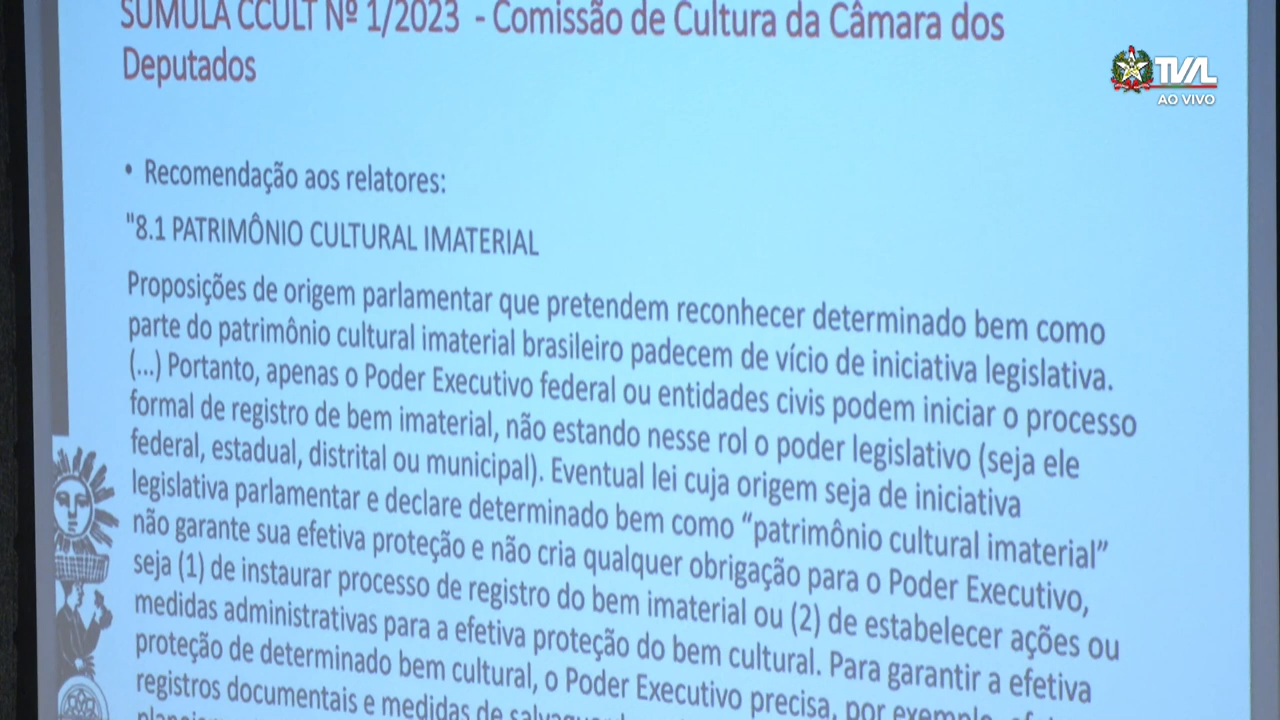 SÚMULA CCULT Nº 1/2023 - Comissão de Cultura da Câmara dos
Deputados
TVAL
AO VIVO
• Recomendação aos relatores:
"8.1 PATRIMÔNIO CULTURAL IMATERIAL
Proposições de origem parlamentar que pretendem reconhecer determinado bem como
parte do patrimônio cultural imaterial brasileiro padecem de vício de iniciativa legislativa.
(...) Portanto, apenas o Poder Executivo federal ou entidades civis podem iniciar o processo
formal de registro de bem imaterial, não estando nesse rol o poder legislativo (seja ele
federal, estadual, distrital ou municipal). Eventual lei cuja origem seja de iniciativa
legislativa parlamentar e declare determinado bem como “patrimônio cultural imaterial”
não garante sua efetiva proteção e não cria qualquer obrigação para o Poder Executivo,
seja (1) de instaurar processo de registro do bem imaterial ou (2) de estabelecer ações ou
medidas administrativas para a efetiva proteção do bem cultural. Para garantir a efetiva
proteção de determinado bem cultural, o Poder Executivo precisa, por exemplo,
registros documentais e medidas de